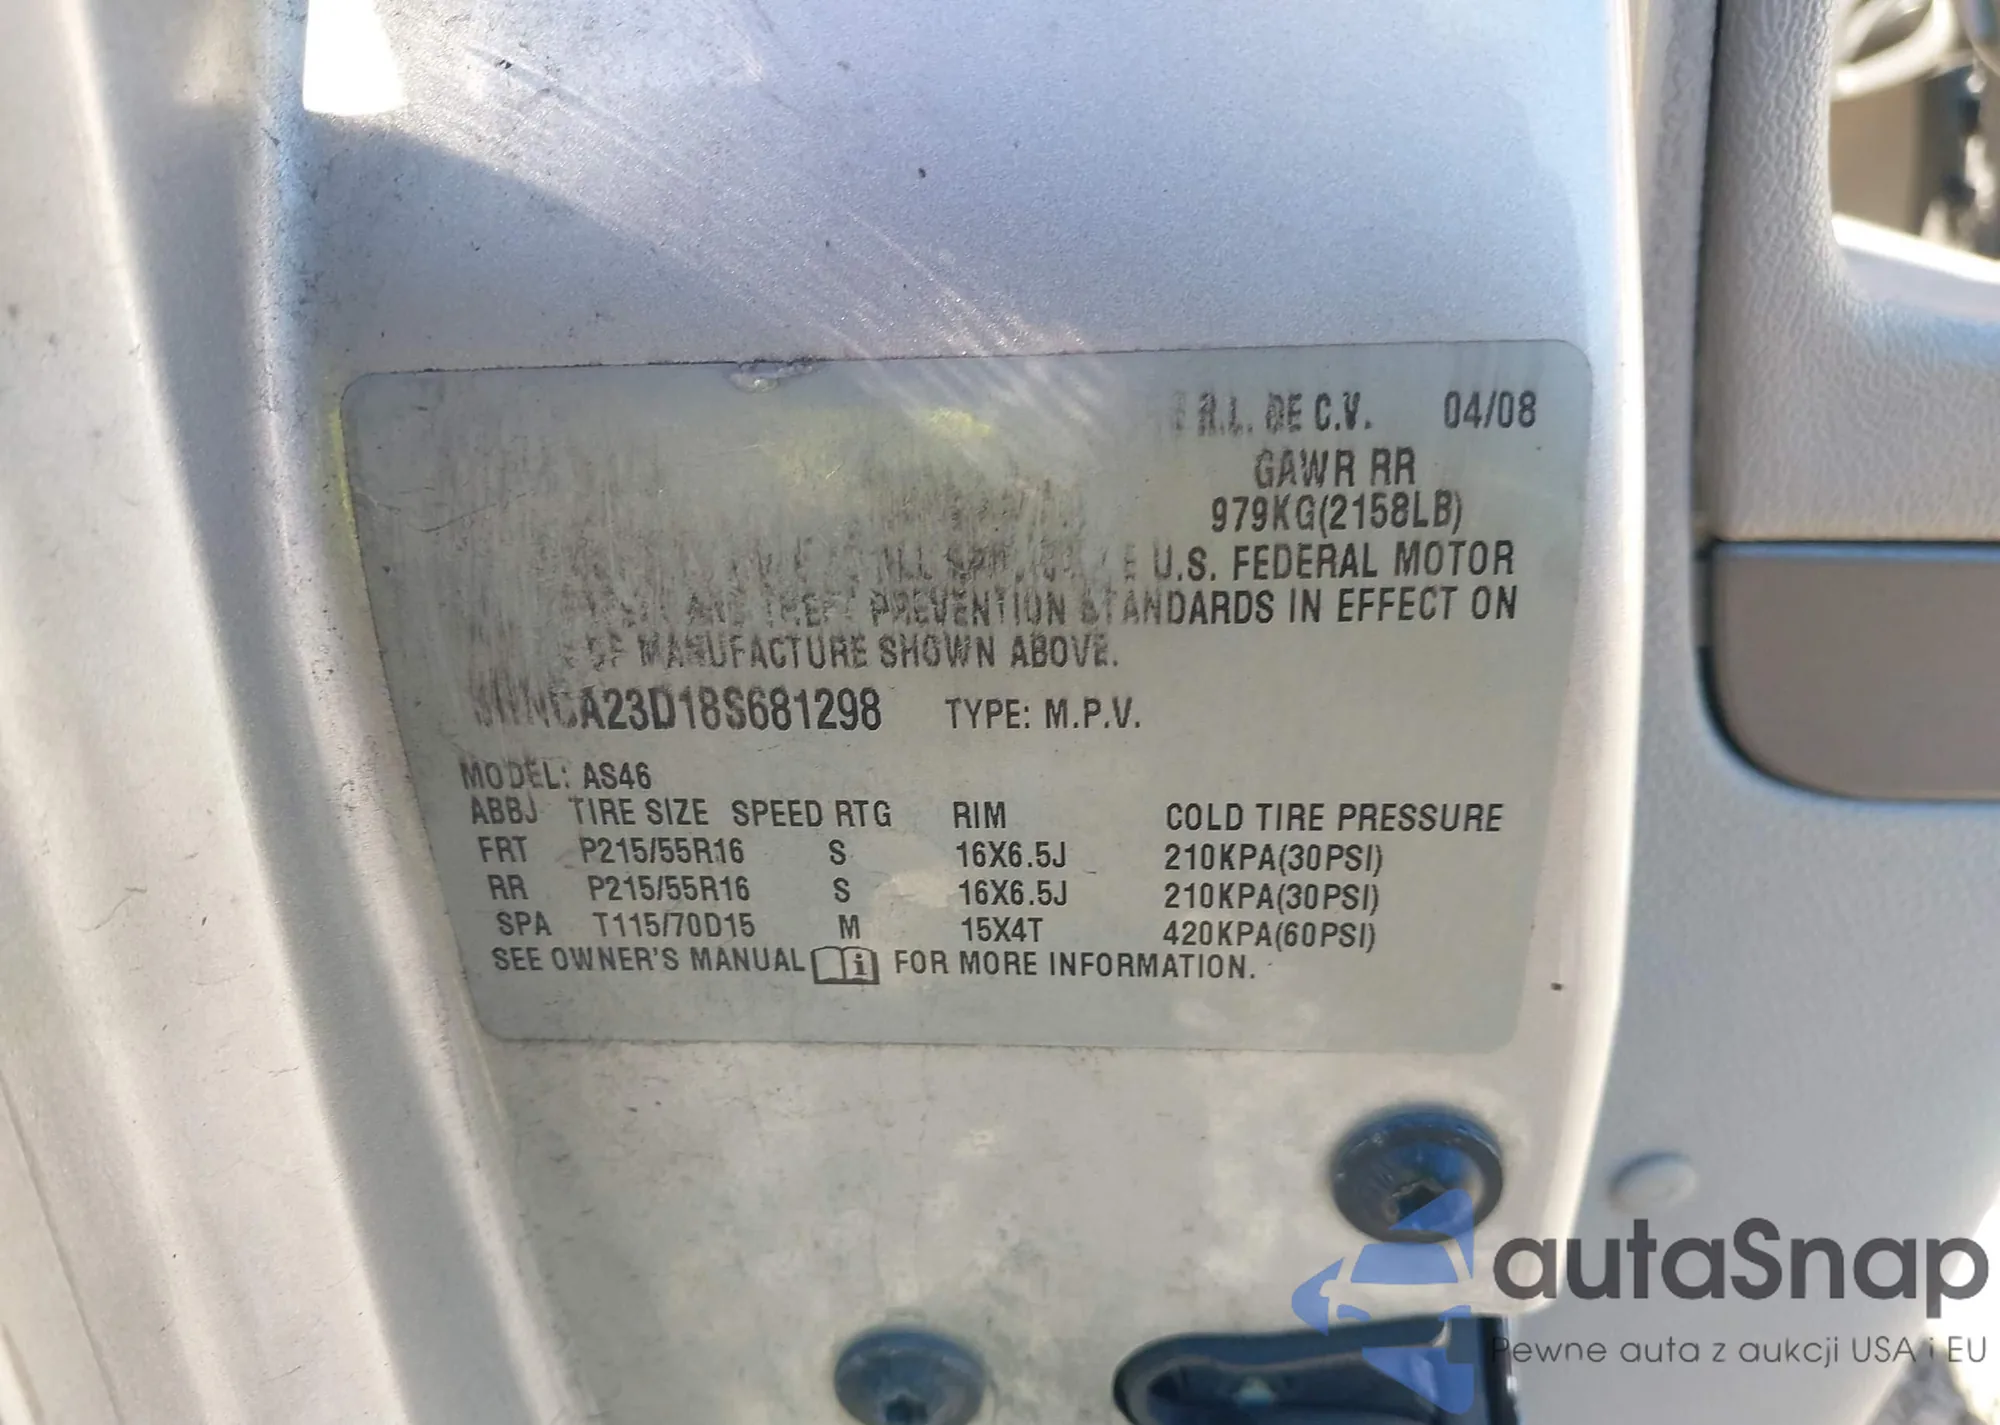 R.L. DE C.V. 04/08
GAWR RR
979KG(2158LB)
U.S. FEDERAL MOTOR
AND THEFT PREVENTION STANDARDS IN EFFECT ON
OF MANUFACTURE SHOWN ABOVE.
CA23D18S681298 TYPE: M.P.V.
MODEL: AS46
ABBJ TIRE SIZE SPEED RTG RIM COLD TIRE PRESSURE
FRT P215/55R16 S 16X6.5J 210KPA(30PSI)
RR P215/55R16 S 16X6.5J 210KPA(30PSI)
SPA T115/70D15 M 15X4T 420KPA(60PSI)
SEE OWNER'S MANUAL i FOR MORE INFORMATION.
autaSnap
Pewne auta z aukcji USA i EU